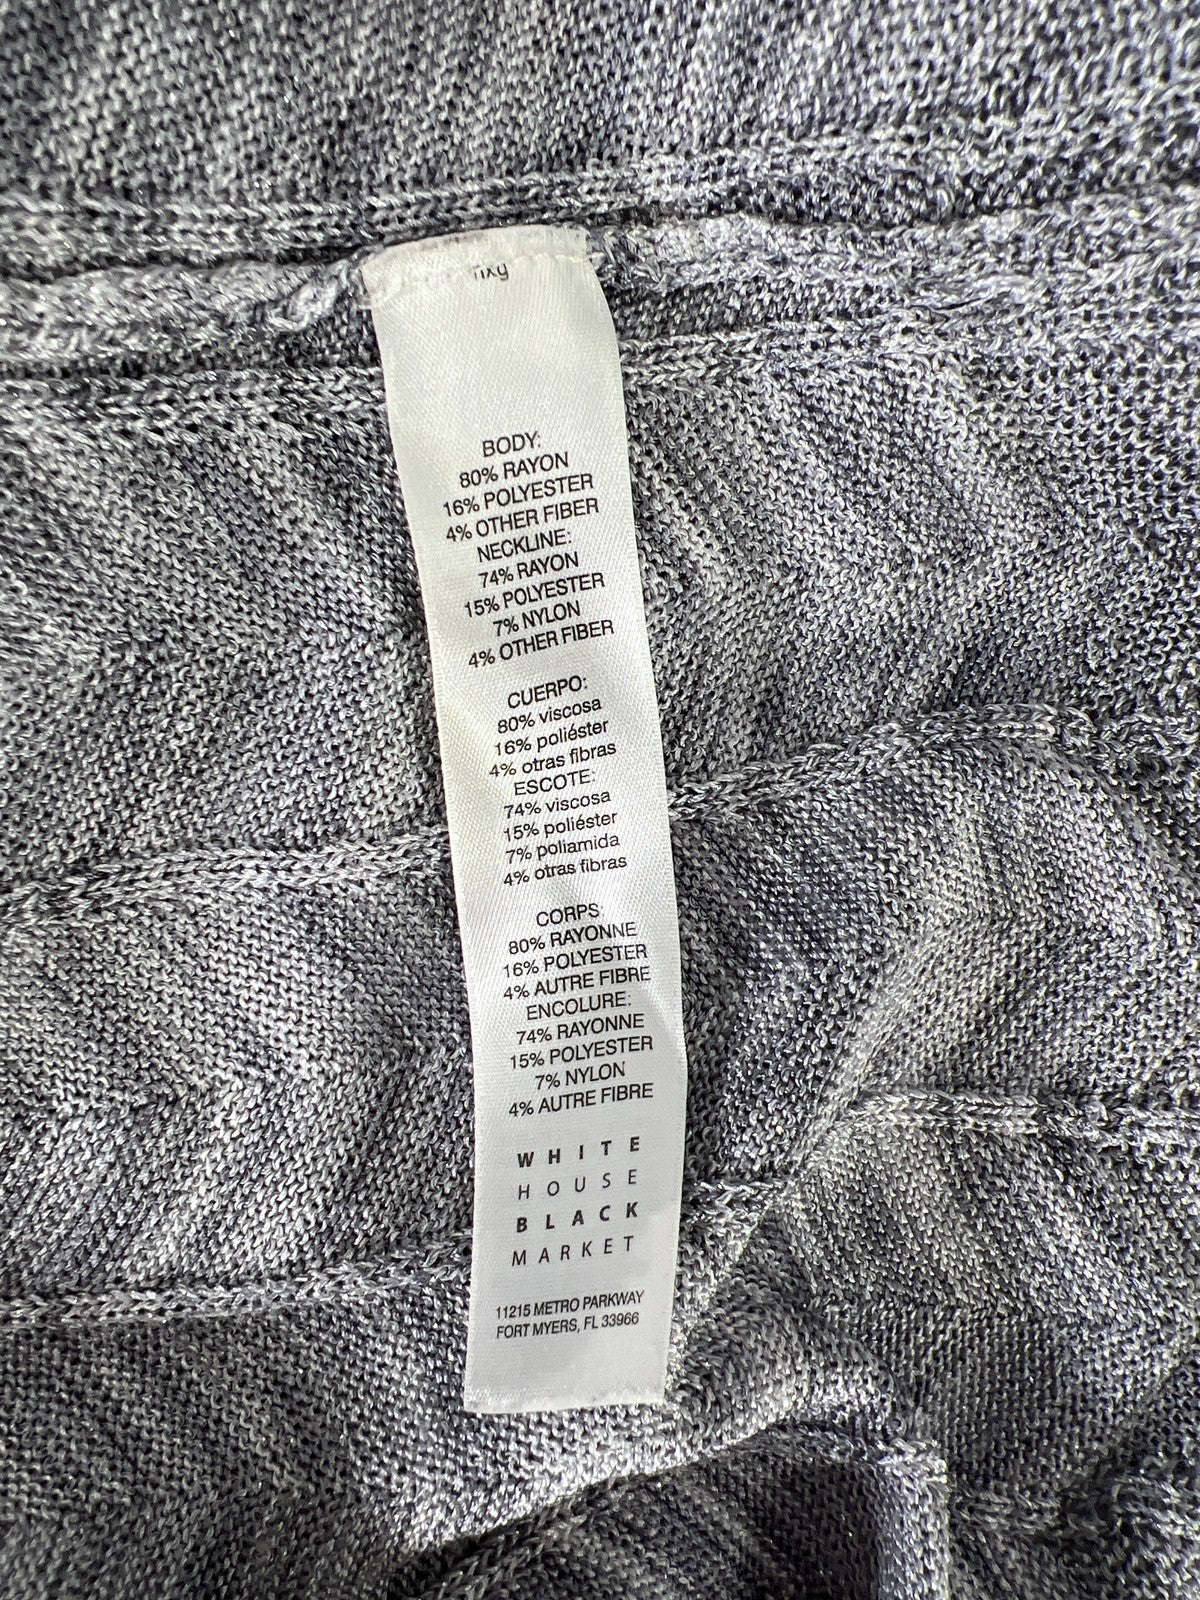 BODY:
80% RAYON
16% POLYESTER
4% OTHER FIBER
NECKLINE:
74% RAYON
15% POLYESTER
7% NYLON
4% OTHER FIBER
CUERPO:
80% viscosa
16% poliéster
4% otras fibras
ESCOTE:
74% viscosa
15% poliéster
7% poliamida
4% otras fibras
CORPS:
80% RAYONNE
16% POLYESTER
4% AUTRE FIBRE
ENCOLURE:
74% RAYONNE
15% POLYESTER
7% NYLON
4% AUTRE FIBRE
WHITE
HOUSE
BLACK
MARKET
11215 METRO PARKWAY
FORT MYERS, FL 33966